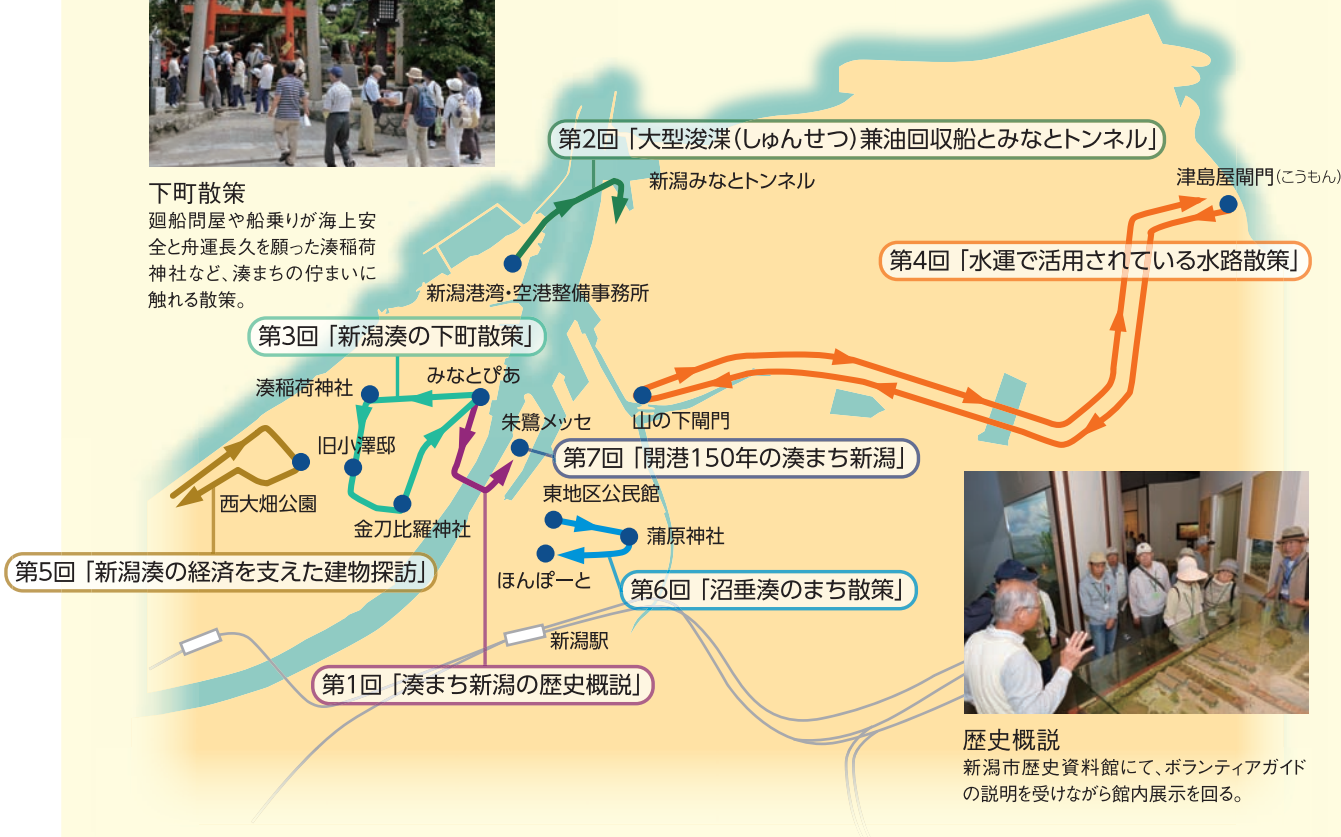 下町散策
廻船問屋や船乗りが海上安
全と舟運長久を願った湊稲荷
神社など、湊まちの佇まいに
触れる散策。
第2回「大型浚渫(しゅんせつ)兼油回収船とみなとトンネル」
新潟みなとトンネル
津島屋閘門(こうもん)
第4回「水運で活用されている水路散策」
新潟港湾・空港整備事務所
第3回「新潟湊の下町散策」
湊稲荷神社
みなとぴあ
朱鷺メッセ
山の下閘門
旧小澤邸
第7回「開港150年の湊まち新潟」
西大畑公園
金刀比羅神社
東地区公民館
蒲原神社
ほんぽーと
第5回「新潟湊の経済を支えた建物探訪」
第6回「沼垂湊のまち散策」
新潟駅
第1回「湊まち新潟の歴史概説」
歴史概説
新潟市歴史資料館にて、ボランティアガイド
の説明を受けながら館内展示を回る。